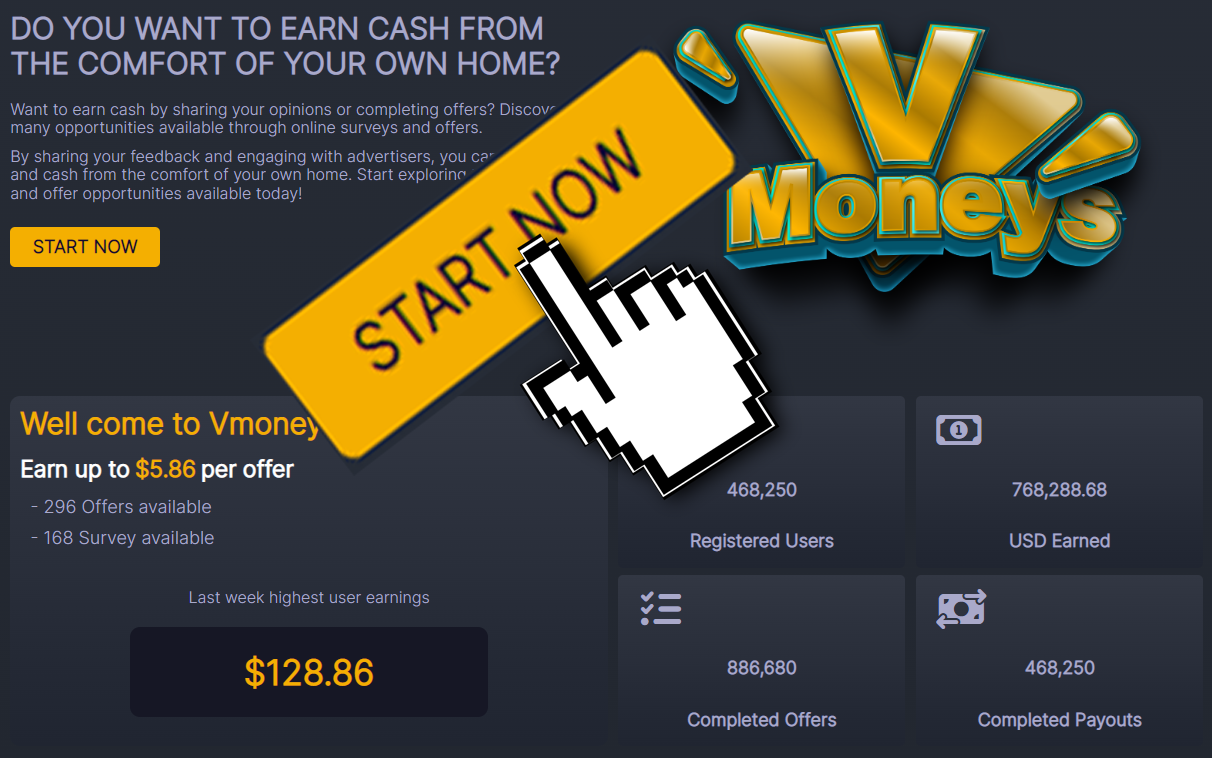 DO YOU WANT TO EARN CASH FROM
THE COMFORT OF YOUR OWN HOME?
Want to earn cash by sharing your opinions or completing offers?
many opportunities available through online surveys and offers.
By sharing your feedback and engaging with advertisers, you
and cash from the comfort of your own home. Start exploring
and offer opportunities available today!
START NOW
START NOW
V
Moneys
Well come to Vmoney
Earn up to $5.86 per offer
- 296 Offers available
- 168 Survey available
Last week highest user earnings
$128.86
468,250
Registered Users
1
768,288.68
USD Earned
886,680
Completed Offers
468,250
Completed Payouts